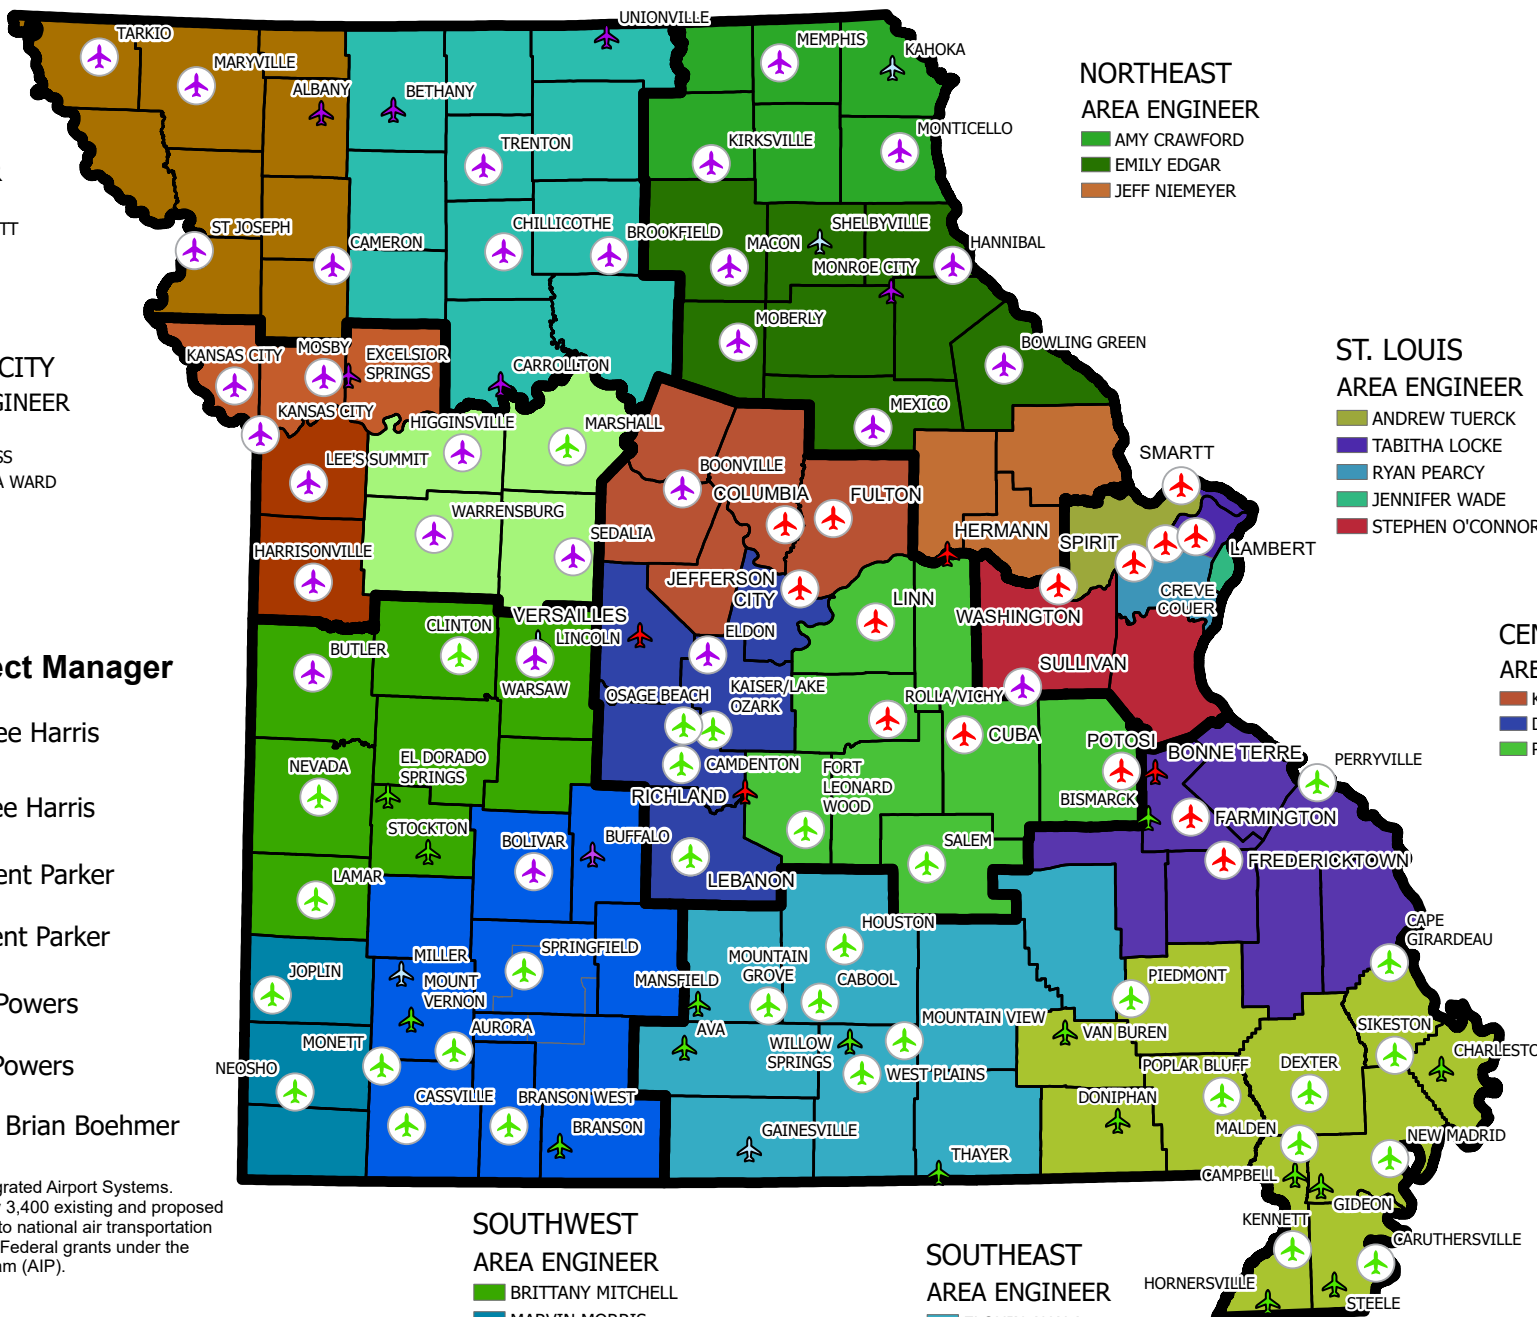 UNIONVILLE
TARKIO
MEMPHIS
KAHOKA
MARYVILLE
ALBANY
BETHANY
NORTHEAST
AREA ENGINEER
AMY CRAWFORD
EMILY EDGAR
JEFF NIEMEYER
TRENTON
KIRKSVILLE
MONTICELLO
TT
ST JOSEPH
CAMERON
CHILLICOTHE
BROOKFIELD
MACON
SHELBYVILLE
HANNIBAL
MONROE CITY
MOBERLY
BOWLING GREEN
CITY
GINEER
SS
A WARD
KANSAS CITY
MOSBY
EXCELSIOR
SPRINGS
CARROLLTON
KANSAS CITY
HIGGINSVILLE
MARSHALL
MEXICO
ST. LOUIS
AREA ENGINEER
ANDREW TUERCK
TABITHA LOCKE
RYAN PEARCY
JENNIFER WADE
STEPHEN O'CONNOR
LEE'S SUMMIT
BOONVILLE
COLUMBIA
FULTON
SMARTT
WARRENSBURG
SEDALIA
HERMANN
SPIRIT
LAMBERT
HARRISONVILLE
JEFFERSON
CITY
LINN
WASHINGTON
CREVE
COUER
VERSAILLES
CLINTON
LINCOLN
ELDON
BUTLER
WARSAW
SULLIVAN
OSAGE BEACH
KAISER/LAKE
OZARK
ROLLA/VICHY
CUBA
POTOSI
BONNE TERRE
PERRYVILLE
CEN
ARE
ect Manager
ee Harris
ee Harris
ent Parker
ent Parker
Powers
Powers
Brian Boehmer
NEVADA
EL DORADO
SPRINGS
CAMDENTON
FORT
LEONARD
WOOD
RICHLAND
BISMARCK
FARMINGTON
STOCKTON
BOLIVAR
BUFFALO
SALEM
FREDERICKTOWN
LAMAR
LEBANON
HOUSTON
CAPE
GIRARDEAU
JOPLIN
MILLER
MOUNT
VERNON
SPRINGFIELD
MANSFIELD
MOUNTAIN
GROVE
CABOOL
PIEDMONT
MONETT
AURORA
AVA
WILLOW
SPRINGS
MOUNTAIN VIEW
VAN BUREN
SIKESTON
CHARLESTO
NEOSHO
WEST PLAINS
POPLAR BLUFF
DEXTER
CASSVILLE
BRANSON WEST
BRANSON
GAINESVILLE
DONIPHAN
MALDEN
NEW MADRID
THAYER
CAMPBELL
GIDEON
KENNETT
CARUTHERSVILLE
HORNERSVILLE
STEELE
grated Airport Systems.
3,400 existing and proposed
to national air transportation
Federal grants under the
am (AIP).
SOUTHWEST
AREA ENGINEER
BRITTANY MITCHELL
MARVIN MORRIS
SOUTHEAST
AREA ENGINEER